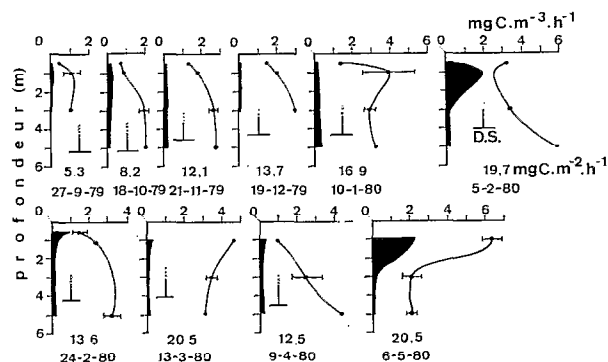 mgC.m-3.h-1
0 2 0 2 0 2 0 2 0 2 4 6 0 2 4 6
0
2
4
6
profondeur (m)
D.S.
5.3 8.2 12,1 13.7 16 9 19,7 mgC.m-2.h-1
27-9-79 18-10-79 21-11-79 19-12-79 10-1-80 5-2-80
0 2 4 0 2 4 0 2 4 0 2 4 6
0
2
4
6
13 6 20.5 12,5 20,5
24-2-80 13-3-80 9-4-80 6-5-80